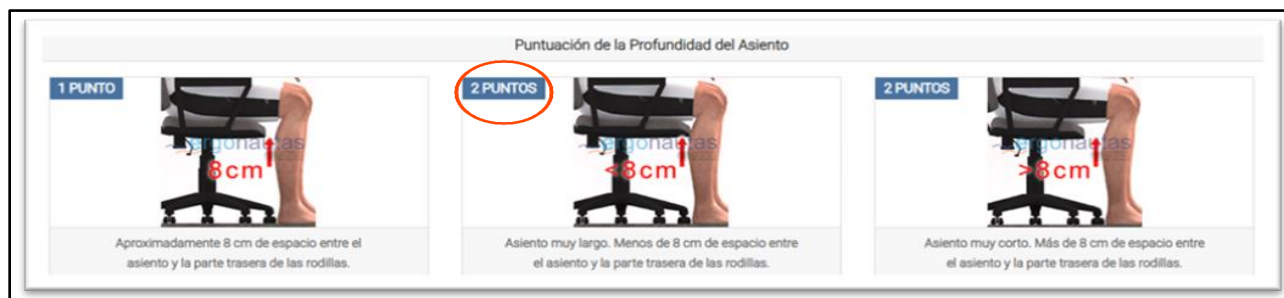 Puntuación de la Profundidad del Asiento
1 PUNTO
ergonautas
8cm
Aproximadamente 8 cm de espacio entre el
asiento y la parte trasera de las rodillas.
2 PUNTOS
ergonautas
<8cm
Asiento muy largo. Menos de 8 cm de espacio entre
el asiento y la parte trasera de las rodillas.
2 PUNTOS
ergonautas
>8cm
Asiento muy corto. Más de 8 cm de espacio entre
el asiento y la parte trasera de las rodillas.